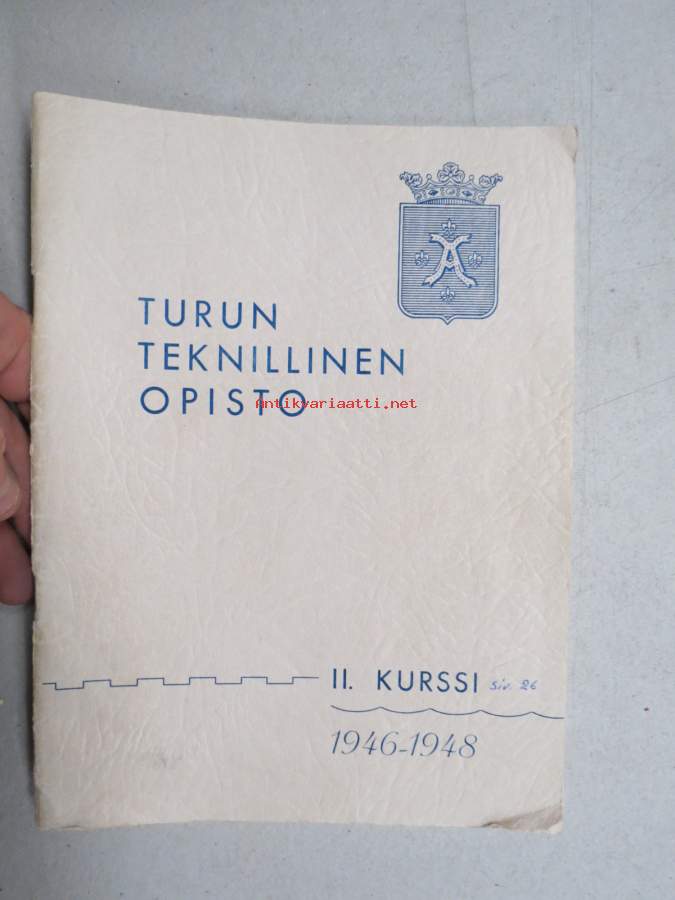 A
TURUN
TEKNILLINEN
OPISTO
Antikvariaatti.net
II. KURSSI siv. 26
1946-1948